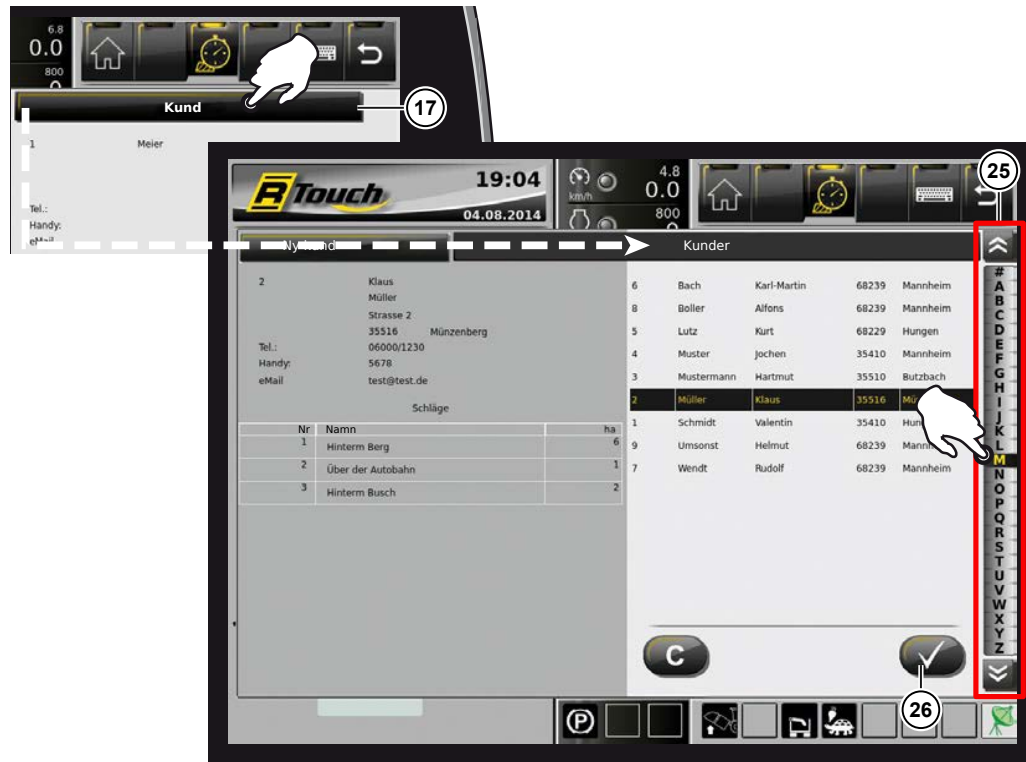 6.8
0.0
800
0
Kund
17
1 Meier
Tel.:
Handy:
eMail
R Touch
19:04
04.08.2014
km/h
4.8
0.0
800
0
25
Ny kund
Kunder
2 Klaus
Müller
Strasse 2
35516 Münzenberg
Tel.: 06000/1230
Handy: 5678
eMail test@test.de
Schläge
Nr Namn ha
1 Hinterm Berg 6
2 Über der Autobahn 1
3 Hinterm Busch 2
6 Bach Karl-Martin 68239 Mannheim
8 Boller Alfons 68239 Mannheim
5 Lutz Kurt 68229 Hungen
4 Muster Jochen 35410 Mannheim
3 Mustermann Hartmut 35510 Butzbach
2 Müller Klaus 35516
1 Schmidt Valentin 35410
9 Umsonst Helmut 68239
7 Wendt Rudolf 68239 Mannheim
#
A
B
C
D
E
F
G
H
I
J
K
L
M
N
O
P
Q
R
S
T
U
V
W
X
Y
Z
C
26
P